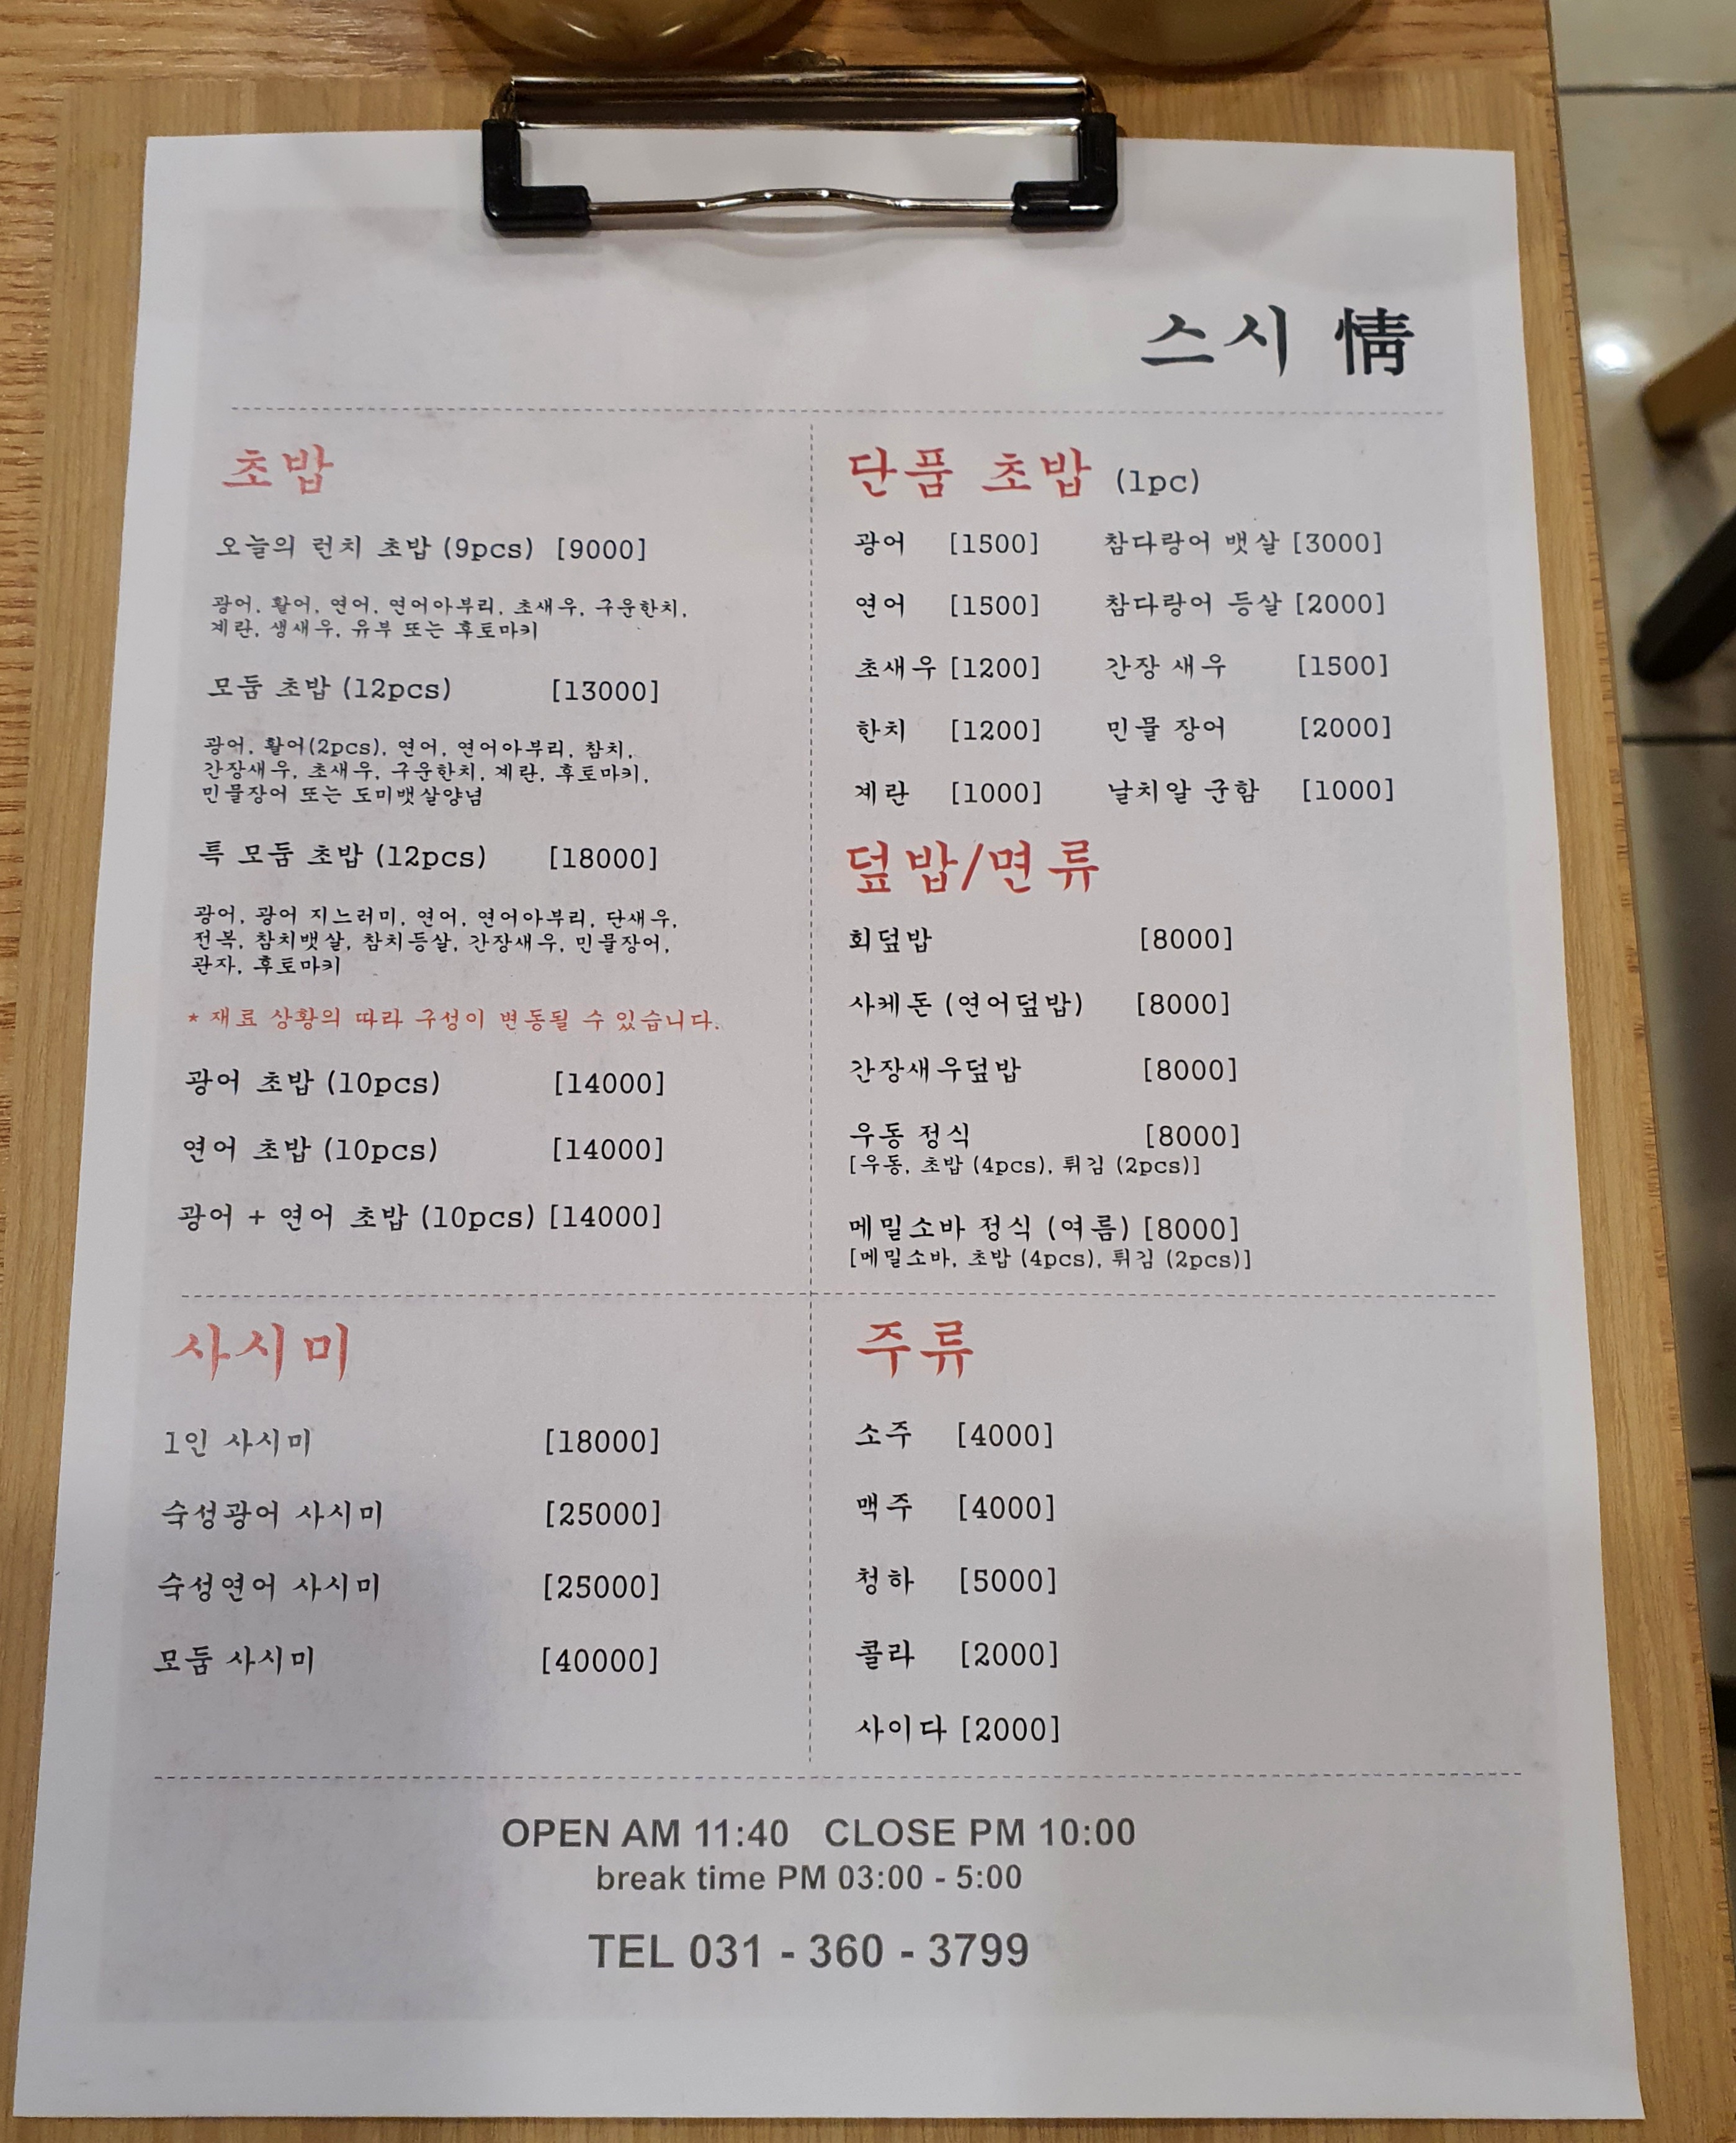 스시 情
초밥
오늘의 런치 초밥 (9pcs) [9000]
광어, 활어, 연어, 연어아부리, 초새우, 구운한치,
계란, 생새우, 유부 또는 후토마키
모둠 초밥 (12pcs) [13000]
광어, 활어(2pcs), 연어, 연어아부리, 참치,
간장새우, 초새우, 구운한치, 계란, 후토마키,
민물장어 또는 도미뱃살양념
특 모둠 초밥 (12pcs) [18000]
광어, 광어 지느러미, 연어, 연어아부리, 단새우,
전복, 참치뱃살, 참치등살, 간장새우, 민물장어,
관자, 후토마키
* 재료 상황의 따라 구성이 변동될 수 있습니다.
광어 초밥 (10pcs) [14000]
연어 초밥 (10pcs) [14000]
광어 + 연어 초밥 (10pcs) [14000]
단품 초밥 (1pc)
광어 [1500] 참다랑어 뱃살 [3000]
연어 [1500] 참다랑어 등살 [2000]
초새우 [1200] 간장 새우 [1500]
한치 [1200] 민물 장어 [2000]
계란 [1000] 날치알 군함 [1000]
덮밥/면류
회덮밥 [8000]
사케돈 (연어덮밥) [8000]
간장새우덮밥 [8000]
우동 정식 [8000]
[우동, 초밥 (4pcs), 튀김 (2pcs)]
메밀소바 정식 (여름) [8000]
[메밀소바, 초밥 (4pcs), 튀김 (2pcs)]
사시미
1인 사시미 [18000]
숙성광어 사시미 [25000]
숙성연어 사시미 [25000]
모둠 사시미 [40000]
주류
소주 [4000]
맥주 [4000]
청하 [5000]
콜라 [2000]
사이다 [2000]
OPEN AM 11:40 CLOSE PM 10:00
break time PM 03:00 - 5:00
TEL 031 - 360 - 3799